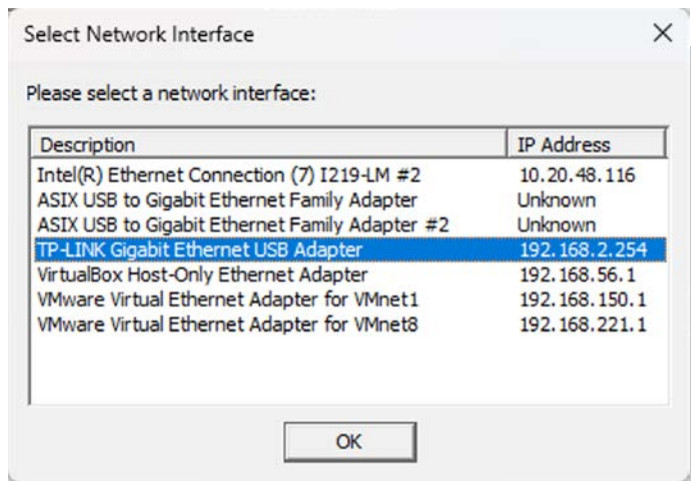 Select Network Interface
Please select a network interface:
Description IP Address
Intel(R) Ethernet Connection (7) I219-LM #2 10.20.48.116
ASIX USB to Gigabit Ethernet Family Adapter Unknown
ASIX USB to Gigabit Ethernet Family Adapter #2 Unknown
TP-LINK Gigabit Ethernet USB Adapter 192.168.2.254
VirtualBox Host-Only Ethernet Adapter 192.168.56.1
VMware Virtual Ethernet Adapter for VMnet1 192.168.150.1
VMware Virtual Ethernet Adapter for VMnet8 192.168.221.1
OK